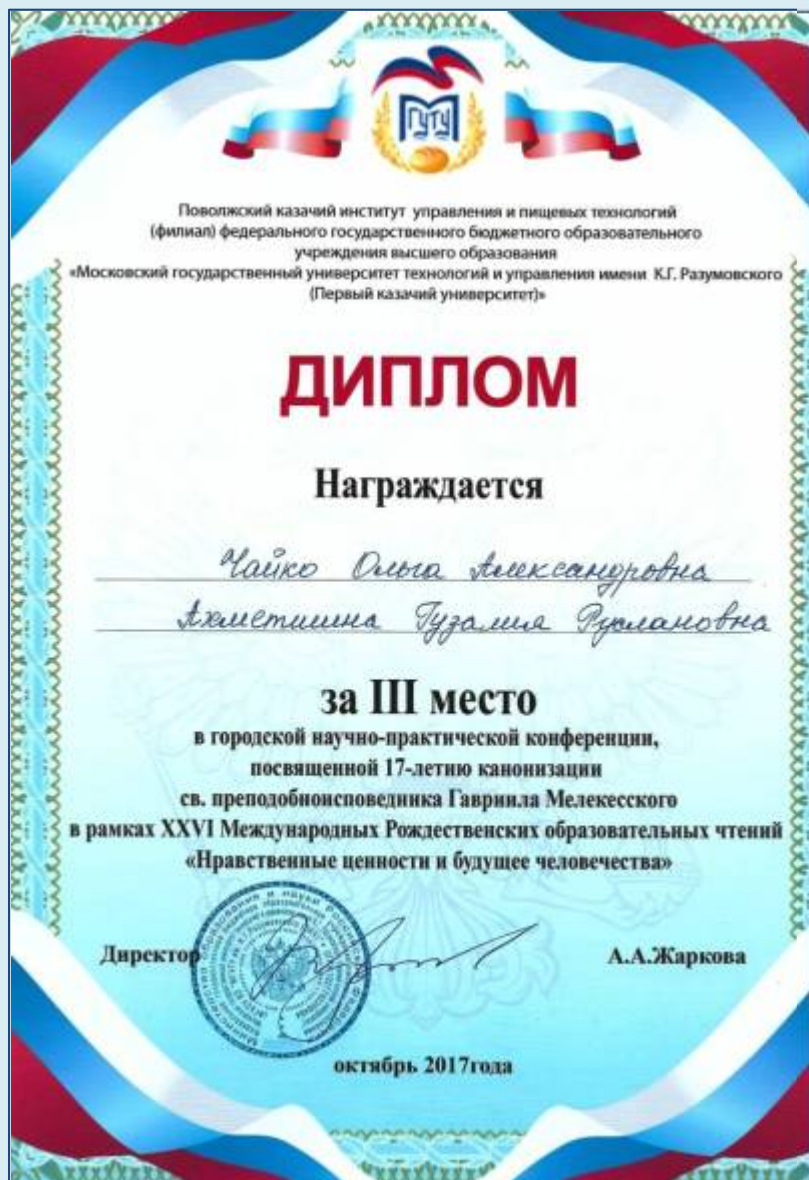 МГУТУ
Поволжский казачий институт управления и пищевых технологий
(филиал) федерального государственного бюджетного образовательного
учреждения высшего образования
«Московский государственный университет технологий и управления имени К.Г. Разумовского
(Первый казачий университет)»
ДИПЛОМ
Награждается
Чайко Ольга Александровна
Ахметшина Гузалия Руслановна
за III место
в городской научно-практической конференции,
посвященной 17-летию канонизации
св. преподобноисповедника Гавриила Мелекесского
в рамках XXVI Международных Рождественских образовательных чтений
«Нравственные ценности и будущее человечества»
Директор
А.А.Жаркова
октябрь 2017года